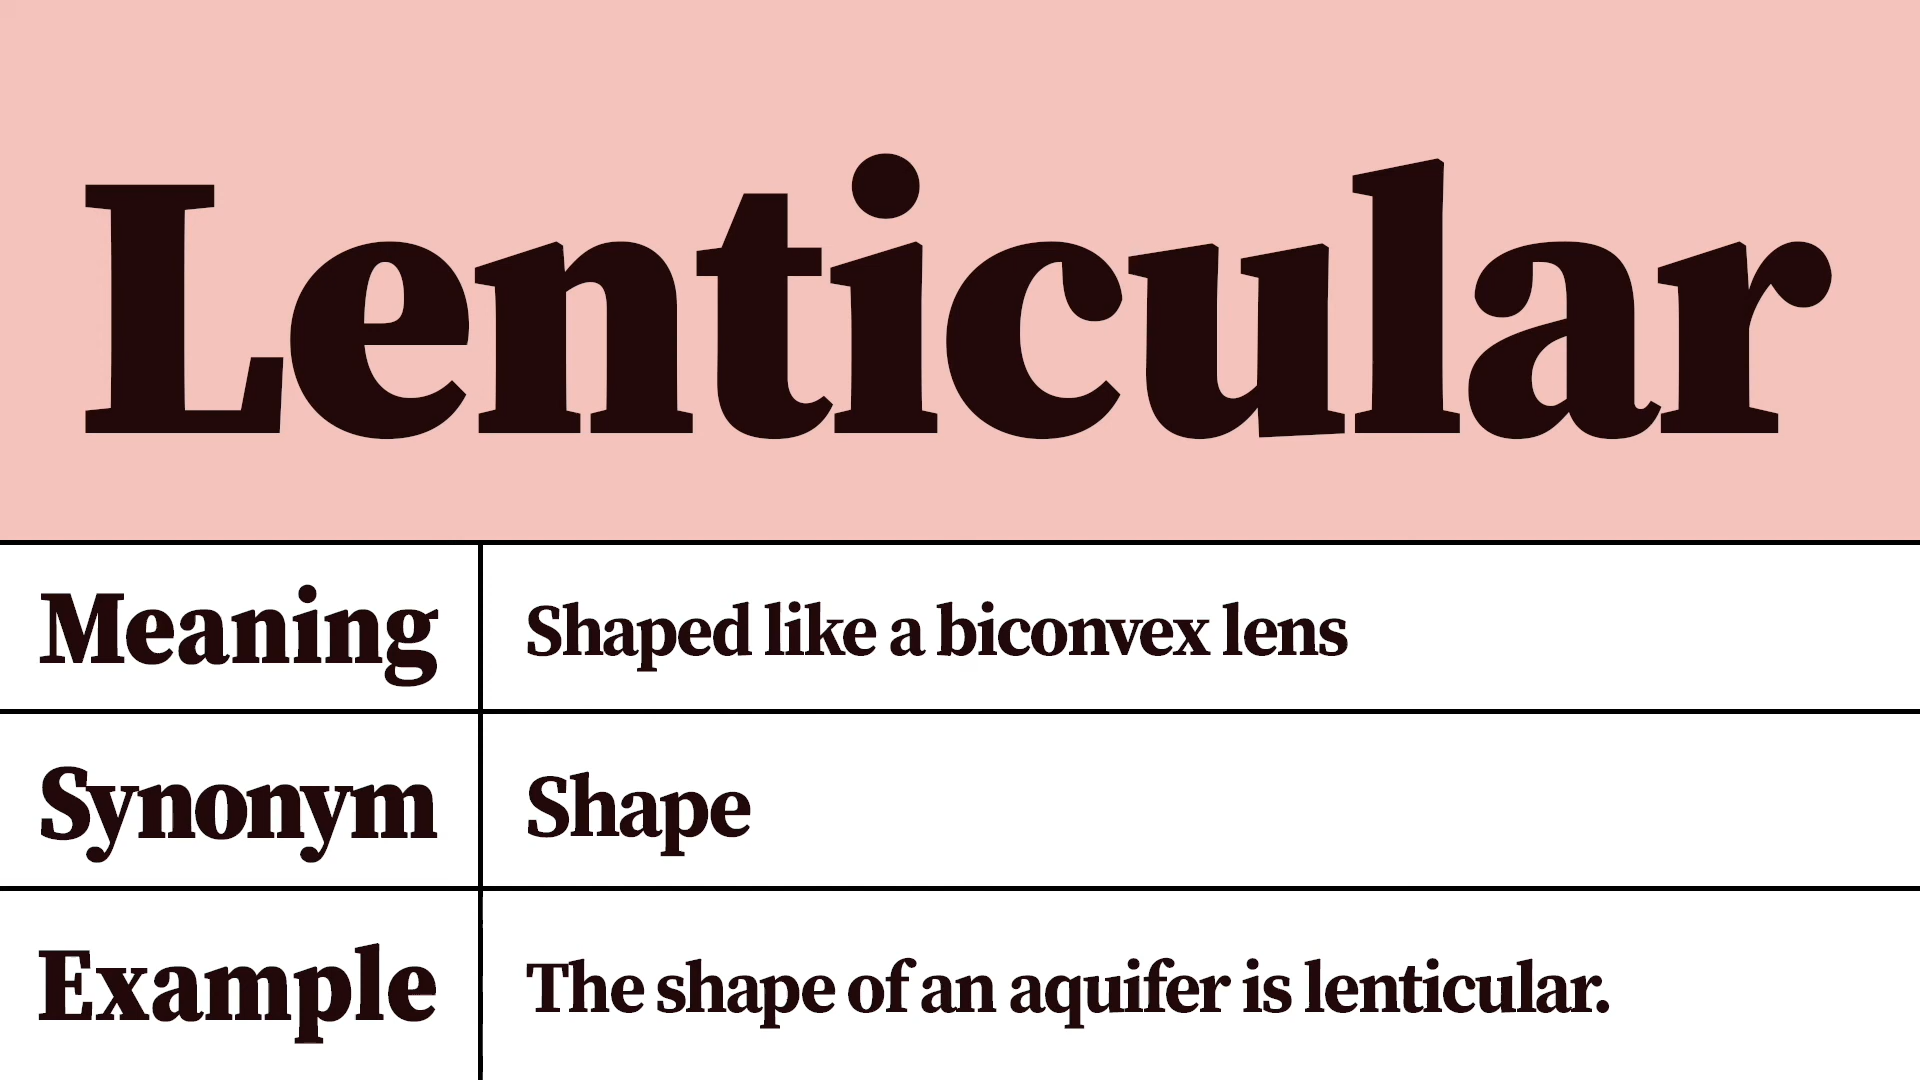 Lenticular
Meaning
Shaped like a biconvex lens
Synonym
Shape
Example
The shape of an aquifer is lenticular.